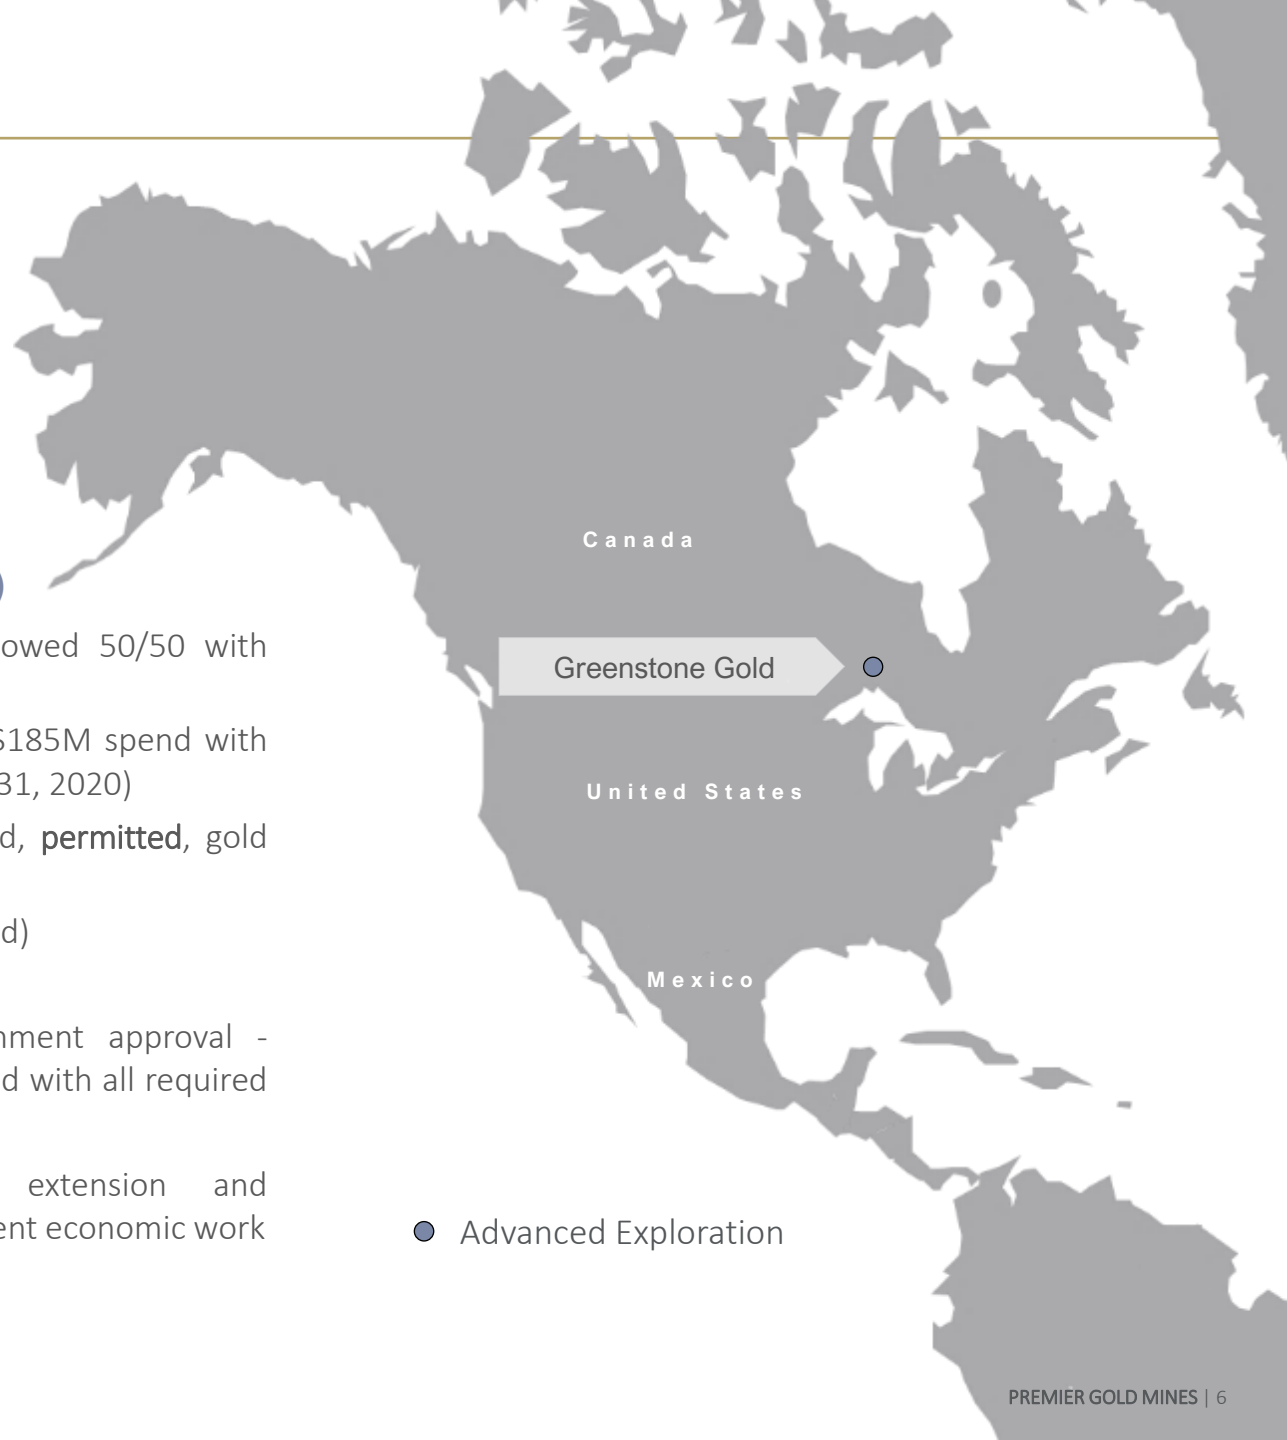 owed 50/50 with
$185M spend with
31, 2020)
d, permitted, gold
d)
nment approval -
d with all required
extension and
ent economic work
Canada
Greenstone Gold
United States
Mexico
Advanced Exploration
PREMIER GOLD MINES | 6